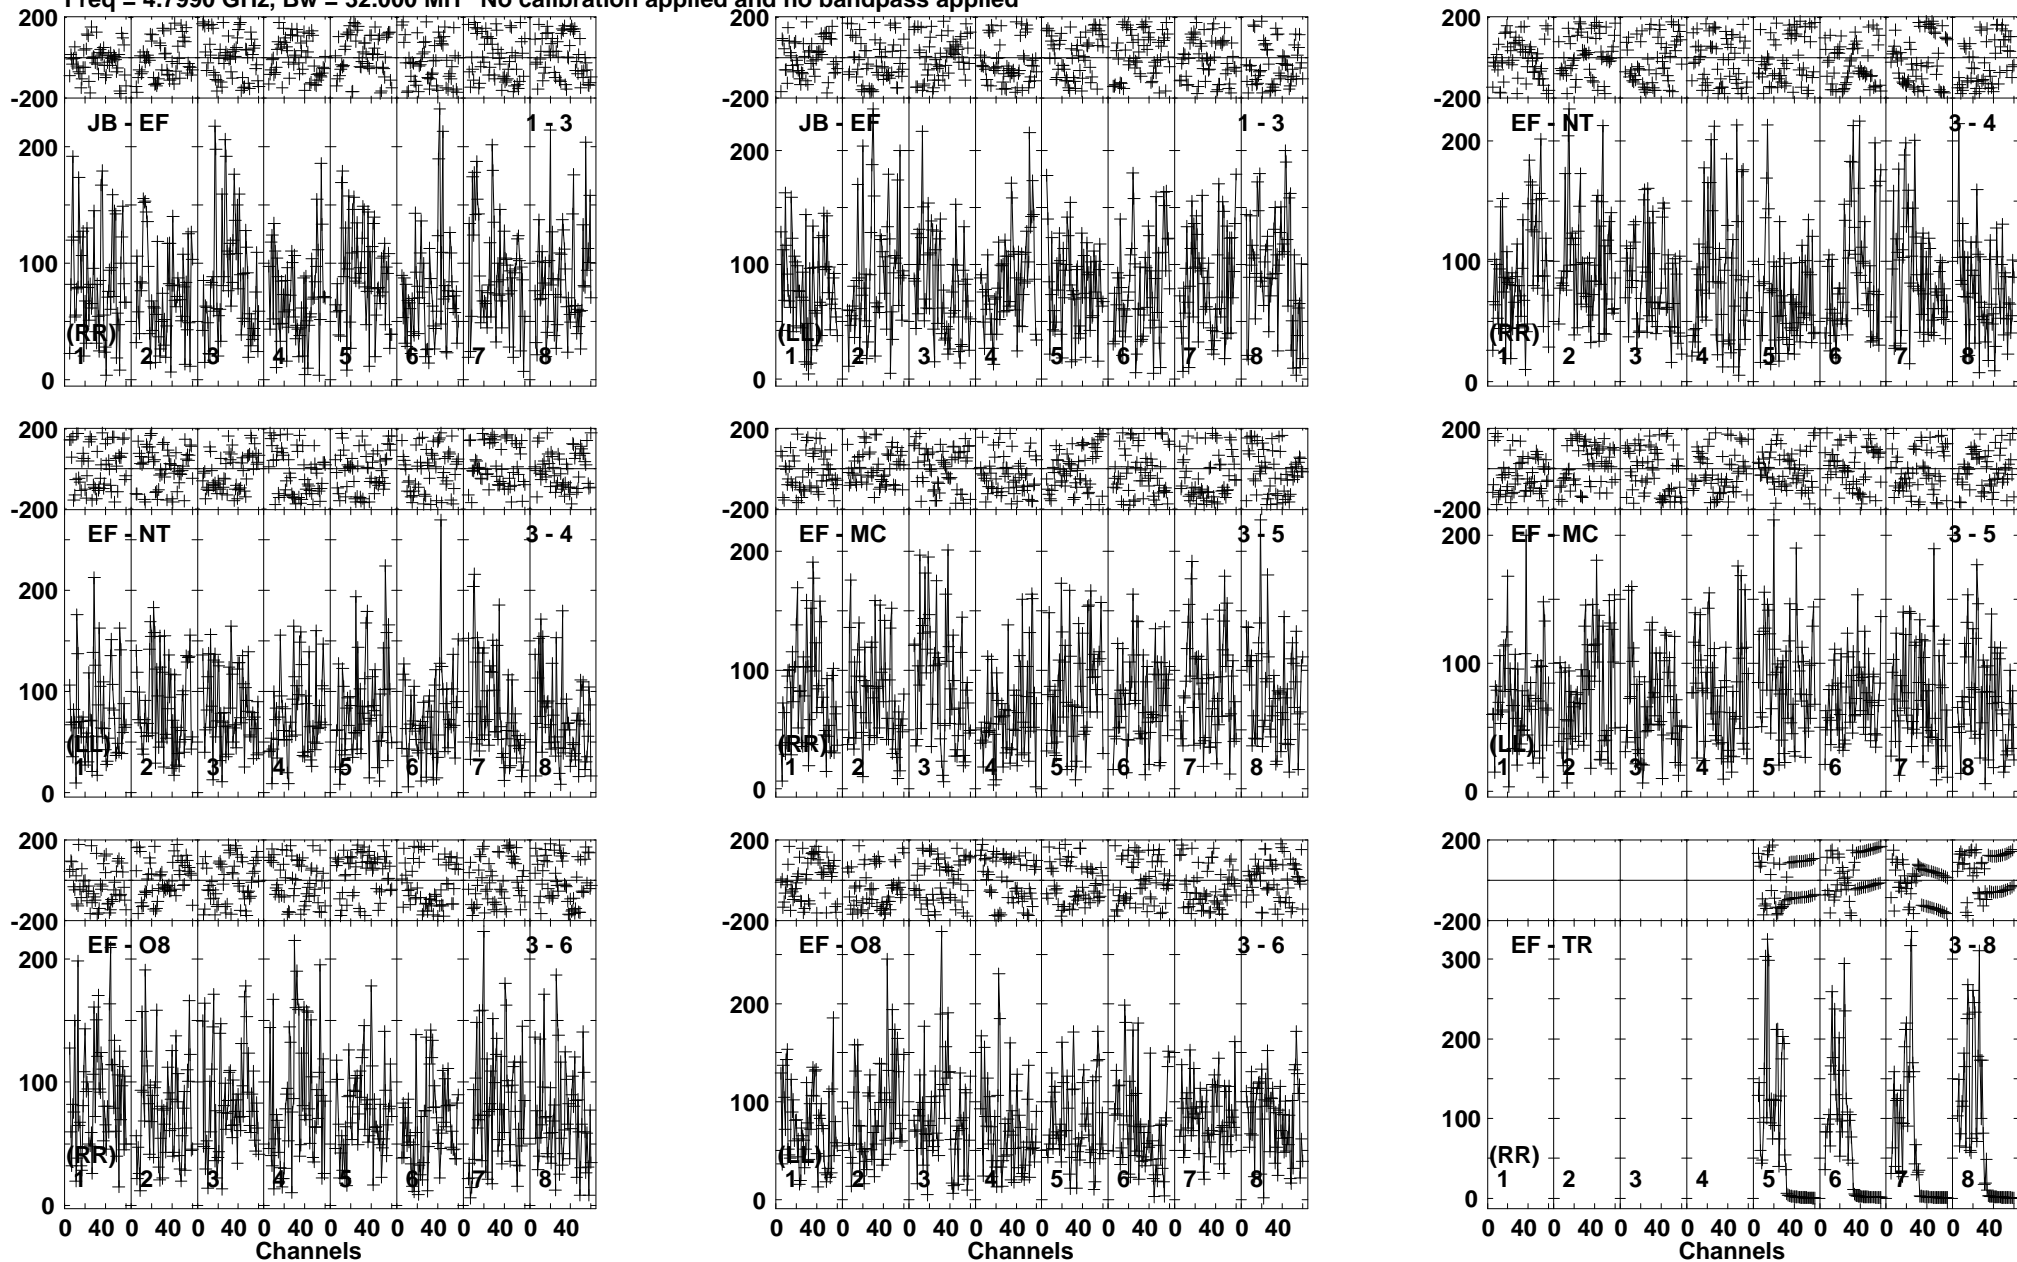 Freq = 4.7990 GHz, Bw = 32.000 MH No calibration applied and no bandpass applied
200 200 200
-200 -200 -200
JB - EF 1 - 3 JB - EF 1 - 3 EF - NT 3 - 4
200 200 200
100 100 100
(RR) (LL) (RR)
1 2 3 4 5 6 7 8 1 2 3 4 5 6 7 8 1 2 3 4 5 6 7 8
0 0 0
200 200 200
-200 -200 -200
EF - NT 3 - 4 EF - MC 3 - 5 EF - MC 3 - 5
200 200 200
100 100 100
(LL) (RR) (LL)
1 2 3 4 5 6 7 8 1 2 3 4 5 6 7 8 1 2 3 4 5 6 7 8
0 0 0
200 200 200
-200 -200 -200
EF - O8 3 - 6 EF - O8 3 - 6 EF - TR 3 - 8
200 200 300
200
100 100 100
(RR) (LL) (RR)
1 2 3 4 5 6 7 8 1 2 3 4 5 6 7 8 1 2 3 4 5 6 7 8
0 0 0
0 40 0 40 0 40 0 40 0 40 0 40 0 40 0 40 0 40 0 40 0 40 0 40 0 40 0 40 0 40 0 40 0 40 0 40 0 40 0 40 0 40 0 40 0 40 0 40
Channels Channels Channels